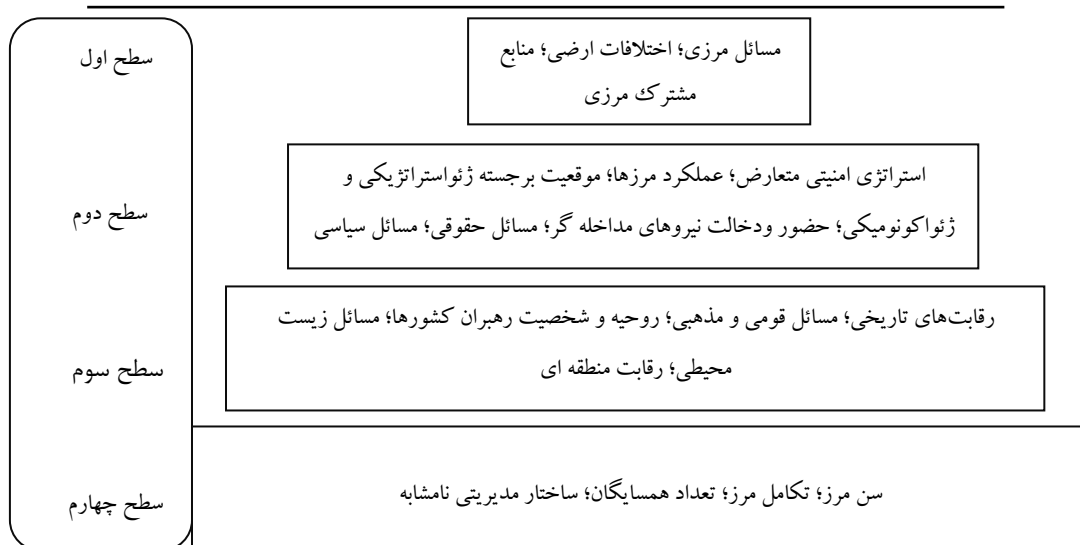 سطح اول
مسائل مرزی؛ اختلافات ارضی؛ منابع
مشترک مرزی
سطح دوم
استراتژی امنیتی متعارض؛ عملکرد مرزها؛ موقعیت برجسته ژئواستراتژیکی و
ژئواکونومیکی؛ حضور ودخالت نیروهای مداخله گر؛ مسائل حقوقی؛ مسائل سیاسی
سطح سوم
رقابت‌های تاریخی؛ مسائل قومی و مذهبی؛ روحیه و شخصیت رهبران کشورها؛ مسائل زیست
محیطی؛ رقابت منطقه ای
سطح چهارم
سن مرز؛ تکامل مرز؛ تعداد همسایگان؛ ساختار مدیریتی نامشابه